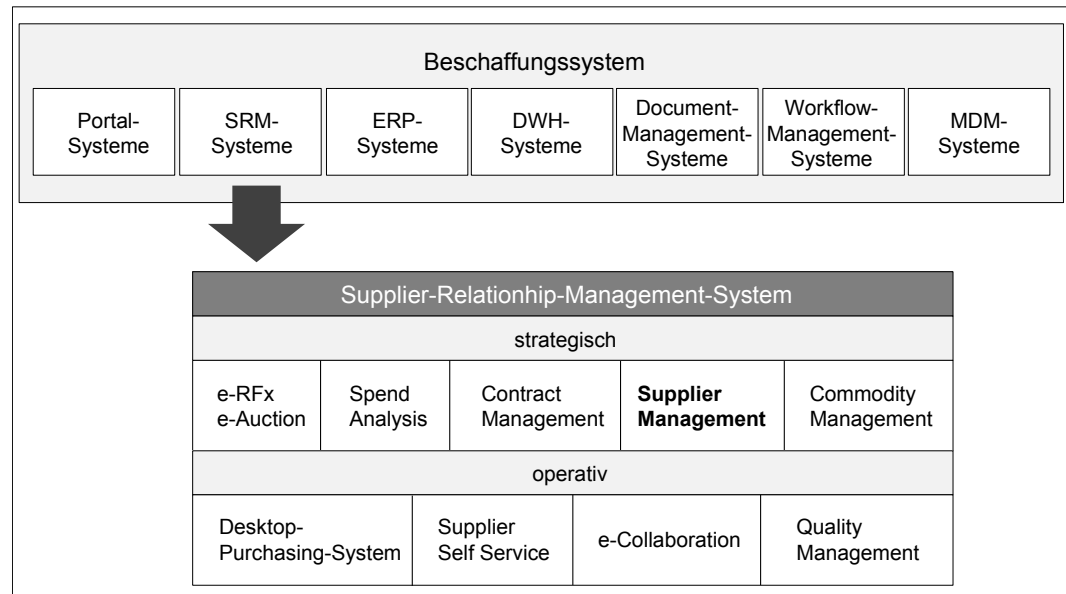 Beschaffungssystem
Portal-
Systeme
SRM-
Systeme
ERP-
Systeme
DWH-
Systeme
Document-
Management-
Systeme
Workflow-
Management-
Systeme
MDM-
Systeme
Supplier-Relationhip-Management-System
strategisch
e-RFx
e-Auction
Spend
Analysis
Contract
Management
Supplier
Management
Commodity
Management
operativ
Desktop-
Purchasing-System
Supplier
Self Service
e-Collaboration
Quality
Management